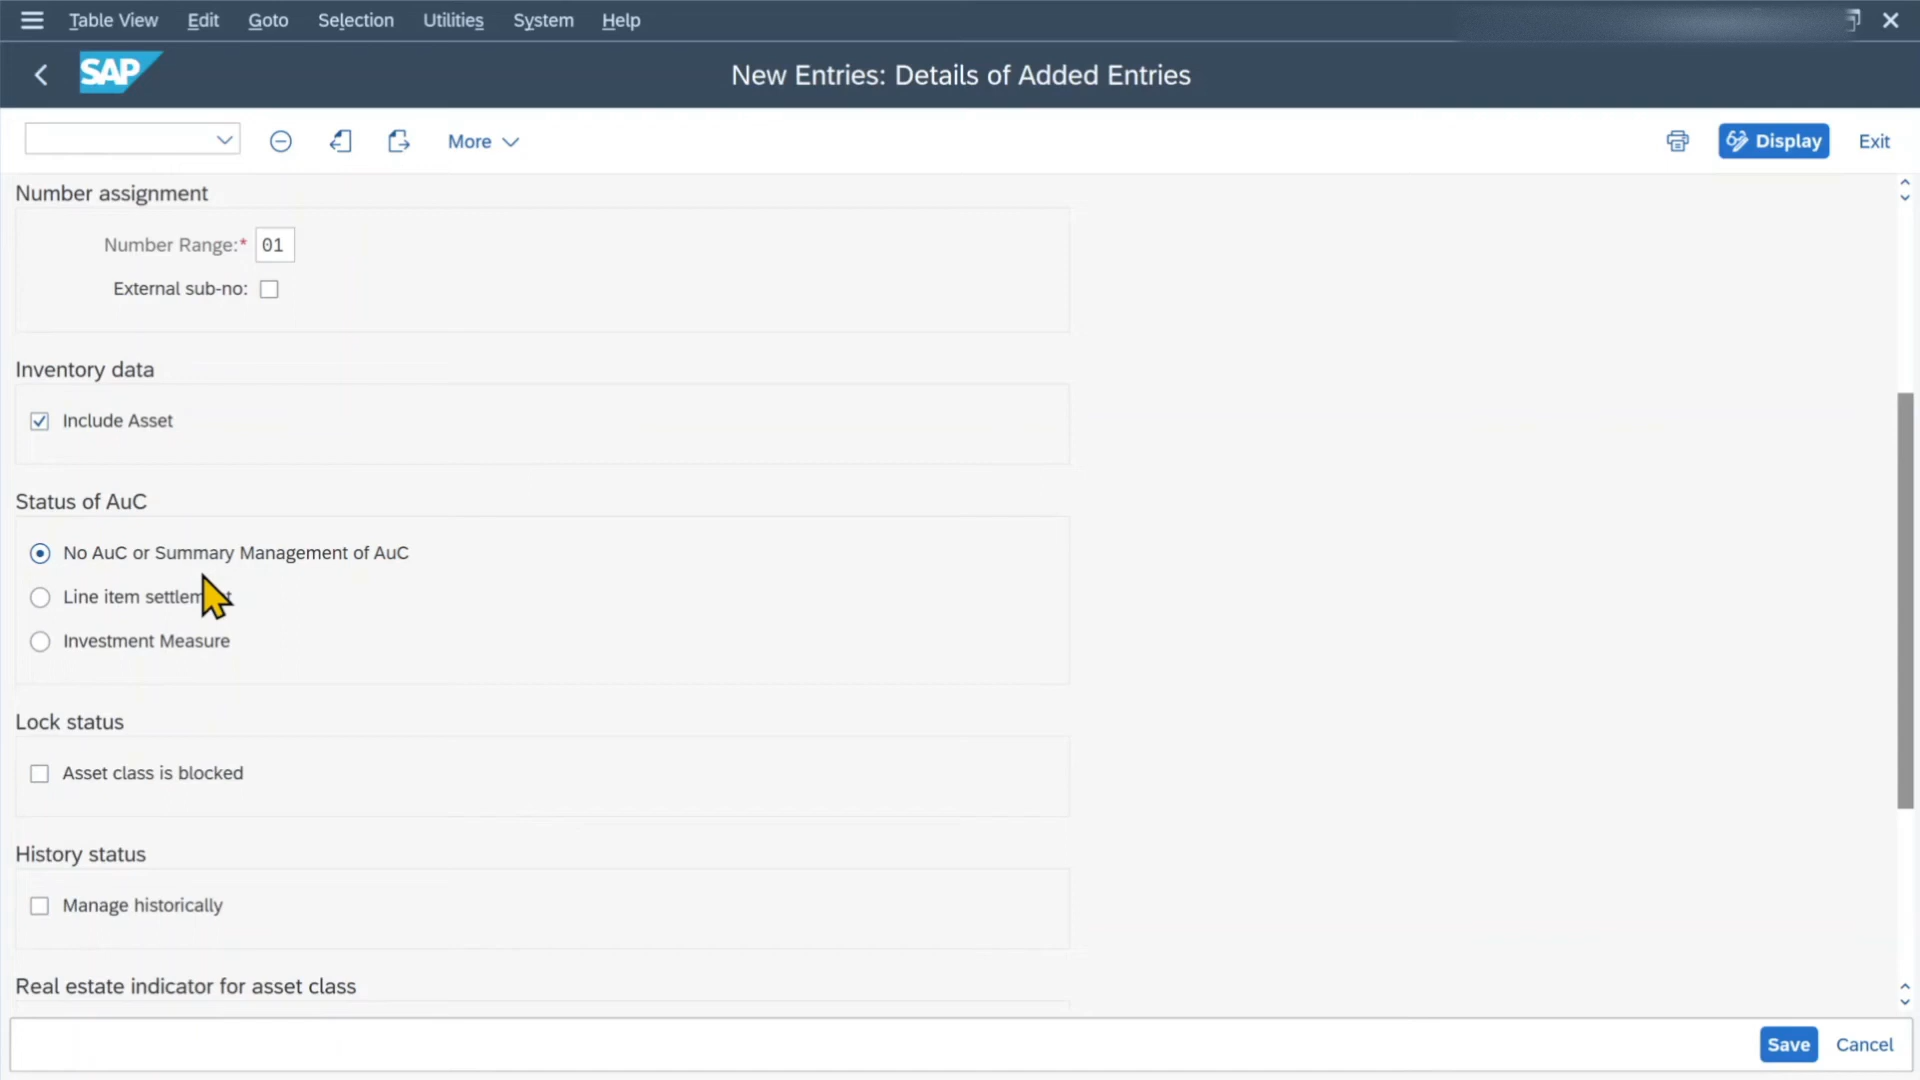 Table View Edit Goto Selection Utilities System Help
SAP New Entries: Details of Added Entries
More Display Exit
Number assignment
Number Range:* 01
External sub-no:
Inventory data
Include Asset
Status of AuC
No AuC or Summary Management of AuC
Line item settlement
Investment Measure
Lock status
Asset class is blocked
History status
Manage historically
Real estate indicator for asset class
Save Cancel